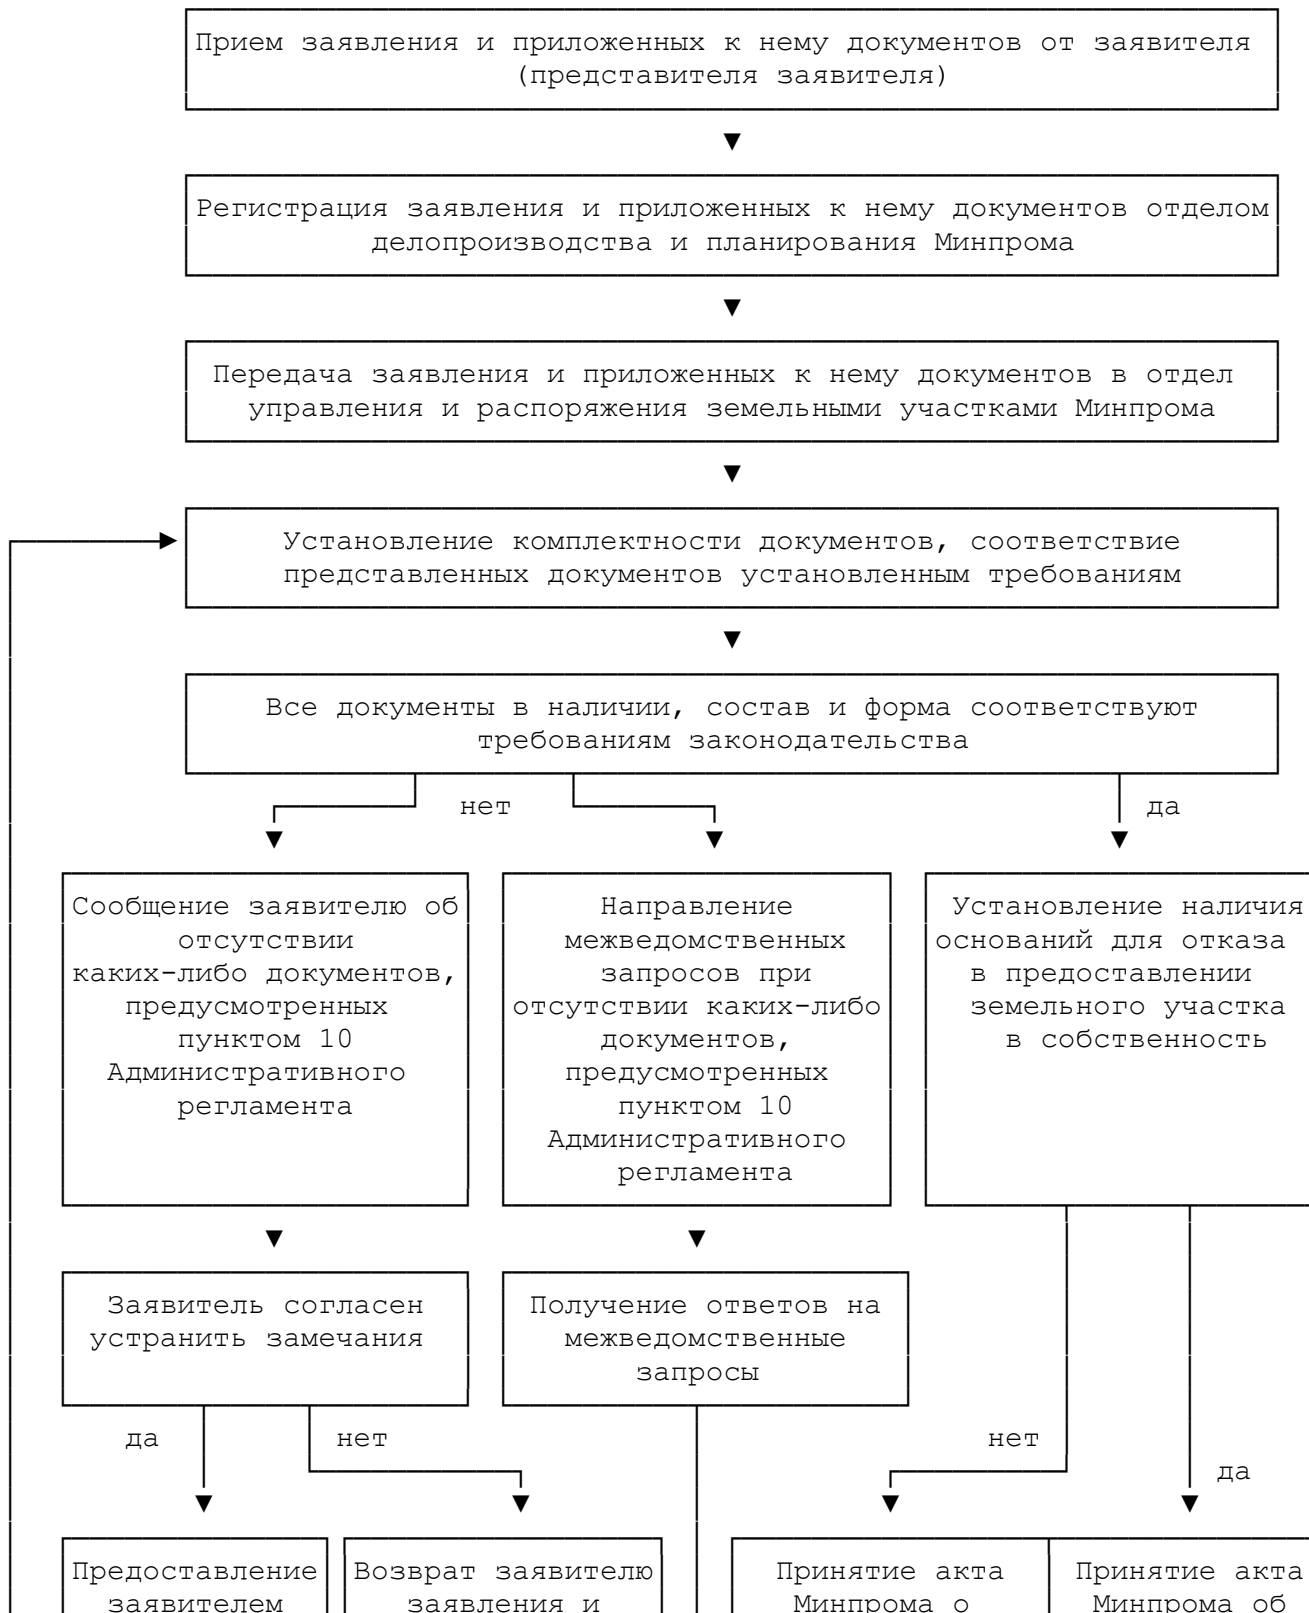 Прием заявления и приложенных к нему документов от заявителя
(представителя заявителя)
Регистрация заявления и приложенных к нему документов отделом
делопроизводства и планирования Минпрома
Передача заявления и приложенных к нему документов в отдел
управления и распоряжения земельными участками Минпрома
Установление комплектности документов, соответствие
представленных документов установленным требованиям
Все документы в наличии, состав и форма соответствуют
требованиям законодательства
нет
да
Сообщение заявителю об
отсутствии
каких-либо документов,
предусмотренных
пунктом 10
Административного
регламента
Направление
межведомственных
запросов при
отсутствии каких-либо
документов,
предусмотренных
пунктом 10
Административного
регламента
Установление наличия
оснований для отказа
в предоставлении
земельного участка
в собственность
Заявитель согласен
устранить замечания
Получение ответов на
межведомственные
запросы
да
нет
нет
да
Предоставление
заявителем
Возврат заявителю
заявления и
Принятие акта
Минпрома о
Принятие акта
Минпрома об